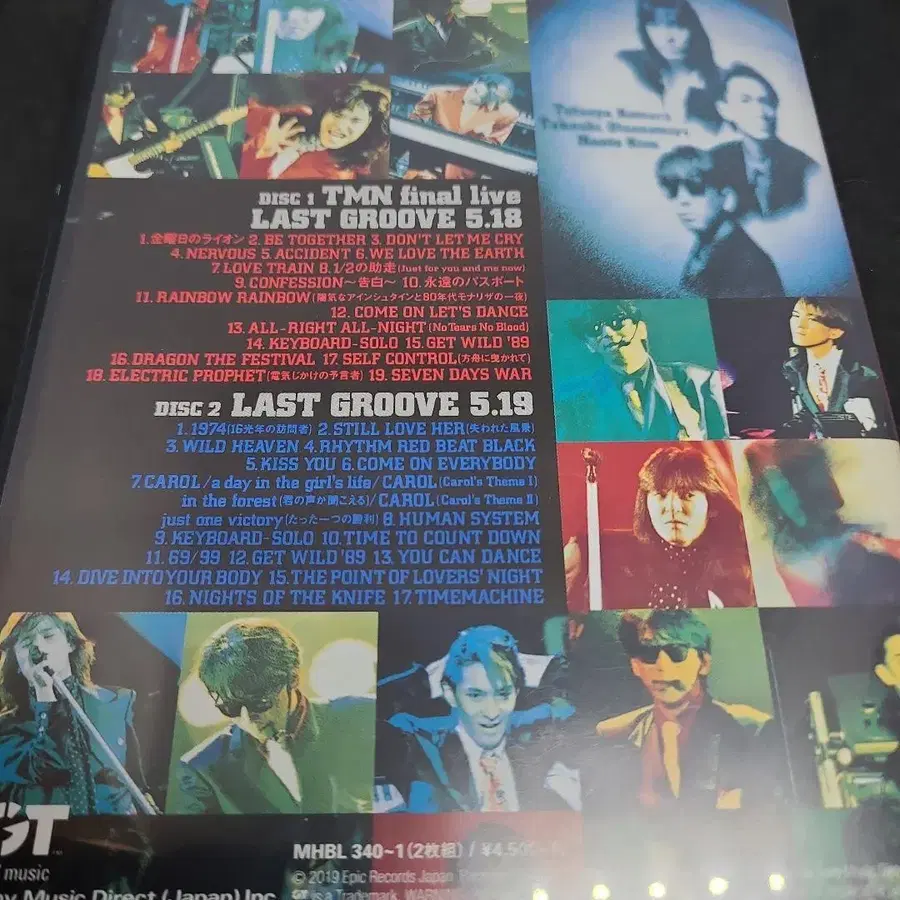 DISC 1 TMN final live
LAST GROOVE 5.18
1.金曜日のライオン 2. BE TOGETHER 3. DON'T LET ME CRY
4. NERVOUS 5. ACCIDENT 6. WE LOVE THE EARTH
7. LOVE TRAIN 8. 1/2の助走(Just for you and me now)
9. CONFESSION〜告白〜 10. 永遠のパスポート
11. RAINBOW RAINBOW(陽気なアインシュタインと80年代モナリザの一夜)
12. COME ON LET'S DANCE
13. ALL-RIGHT ALL-NIGHT (No Tears No Blood)
14. KEYBOARD-SOLO 15. GET WILD '89
16. DRAGON THE FESTIVAL 17. SELF CONTROL(方舟に曳かれて)
18. ELECTRIC PROPHET(電気じかけの予言者) 19. SEVEN DAYS WAR
DISC 2 LAST GROOVE 5.19
1. 1974(16光年の訪問者) 2. STILL LOVE HER(失われた風景)
3. WILD HEAVEN 4. RHYTHM RED BEAT BLACK
5. KISS YOU 6. COME ON EVERYBODY
7. CAROL/a day in the girl's life/CAROL(Carol's Theme I)
in the forest(君の声が聞こえる)/CAROL(Carol's Theme II)
just one victory(たった一つの勝利) 8. HUMAN SYSTEM
9. KEYBOARD-SOLO 10. TIME TO COUNT DOWN
11. 69/99 12. GET WILD '89 13. YOU CAN DANCE
14. DIVE INTO YOUR BODY 15. THE POINT OF LOVERS' NIGHT
16. NIGHTS OF THE KNIFE 17. TIMEMACHINE
MHBL 340~1(2枚組) / ¥4,500
music
© 2019 Epic Records Japan
Music Direct (Japan) Inc.
is a Trademark. WARNING